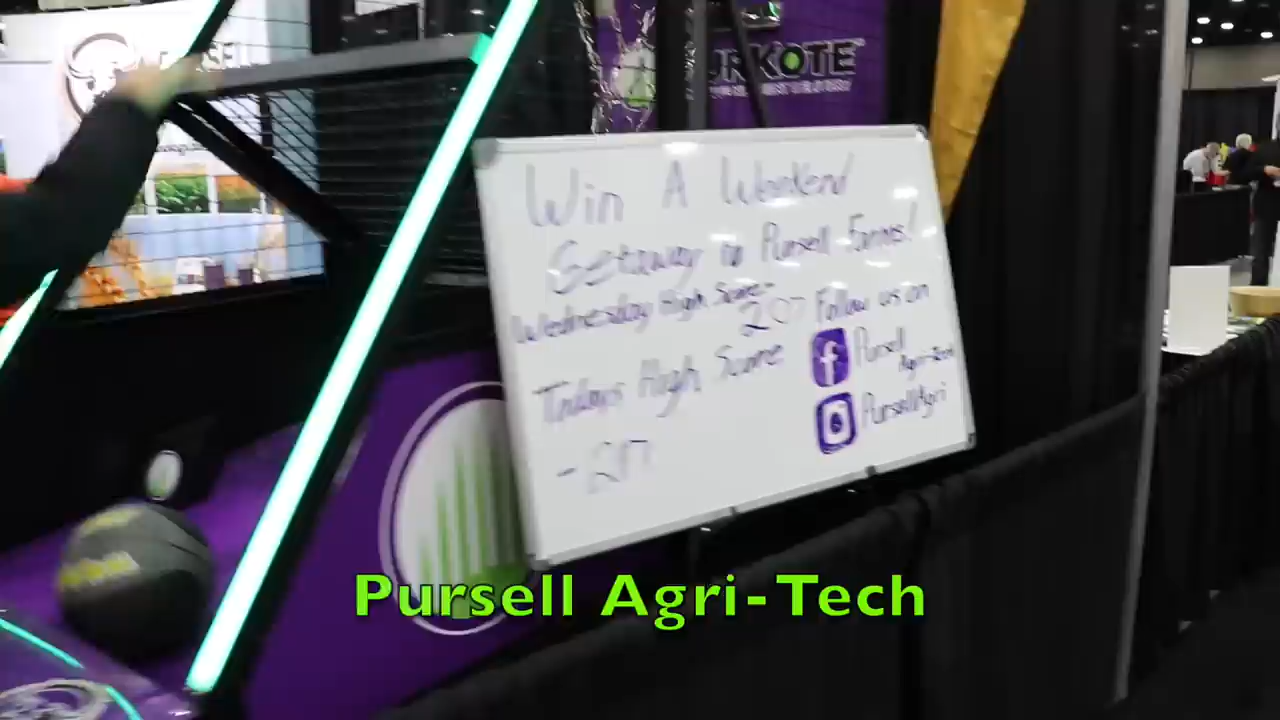 URKOTE
Win A Weekend
Getaway to Pursell Farms!
Wednesday High Score-
207
Follow us on
Todays High Score
Pursell
Agri-Tech
PursellAgri
Pursell Agri-Tech